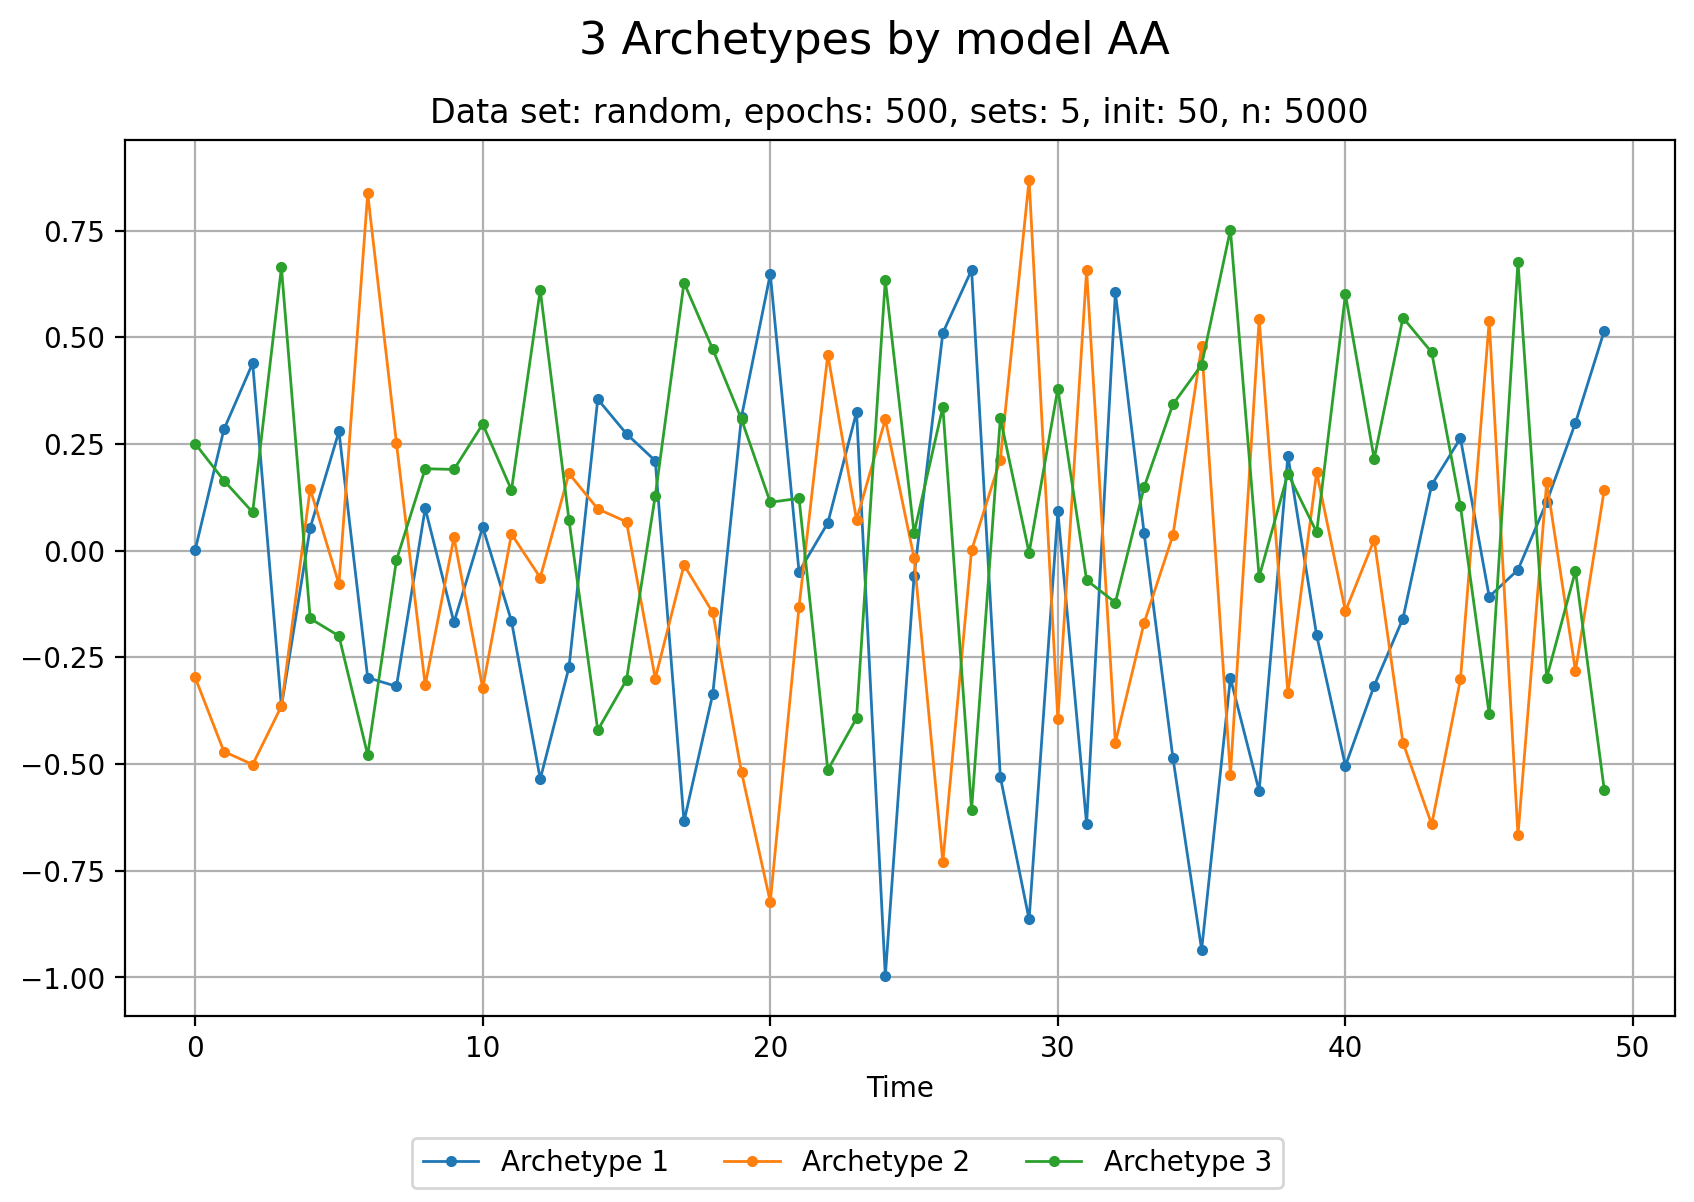 3 Archetypes by model AA
Data set: random, epochs: 500, sets: 5, init: 50, n: 5000
0.75
0.50
0.25
0.00
−0.25
−0.50
−0.75
−1.00
0 10 20 30 40 50
Time
Archetype 1 Archetype 2 Archetype 3